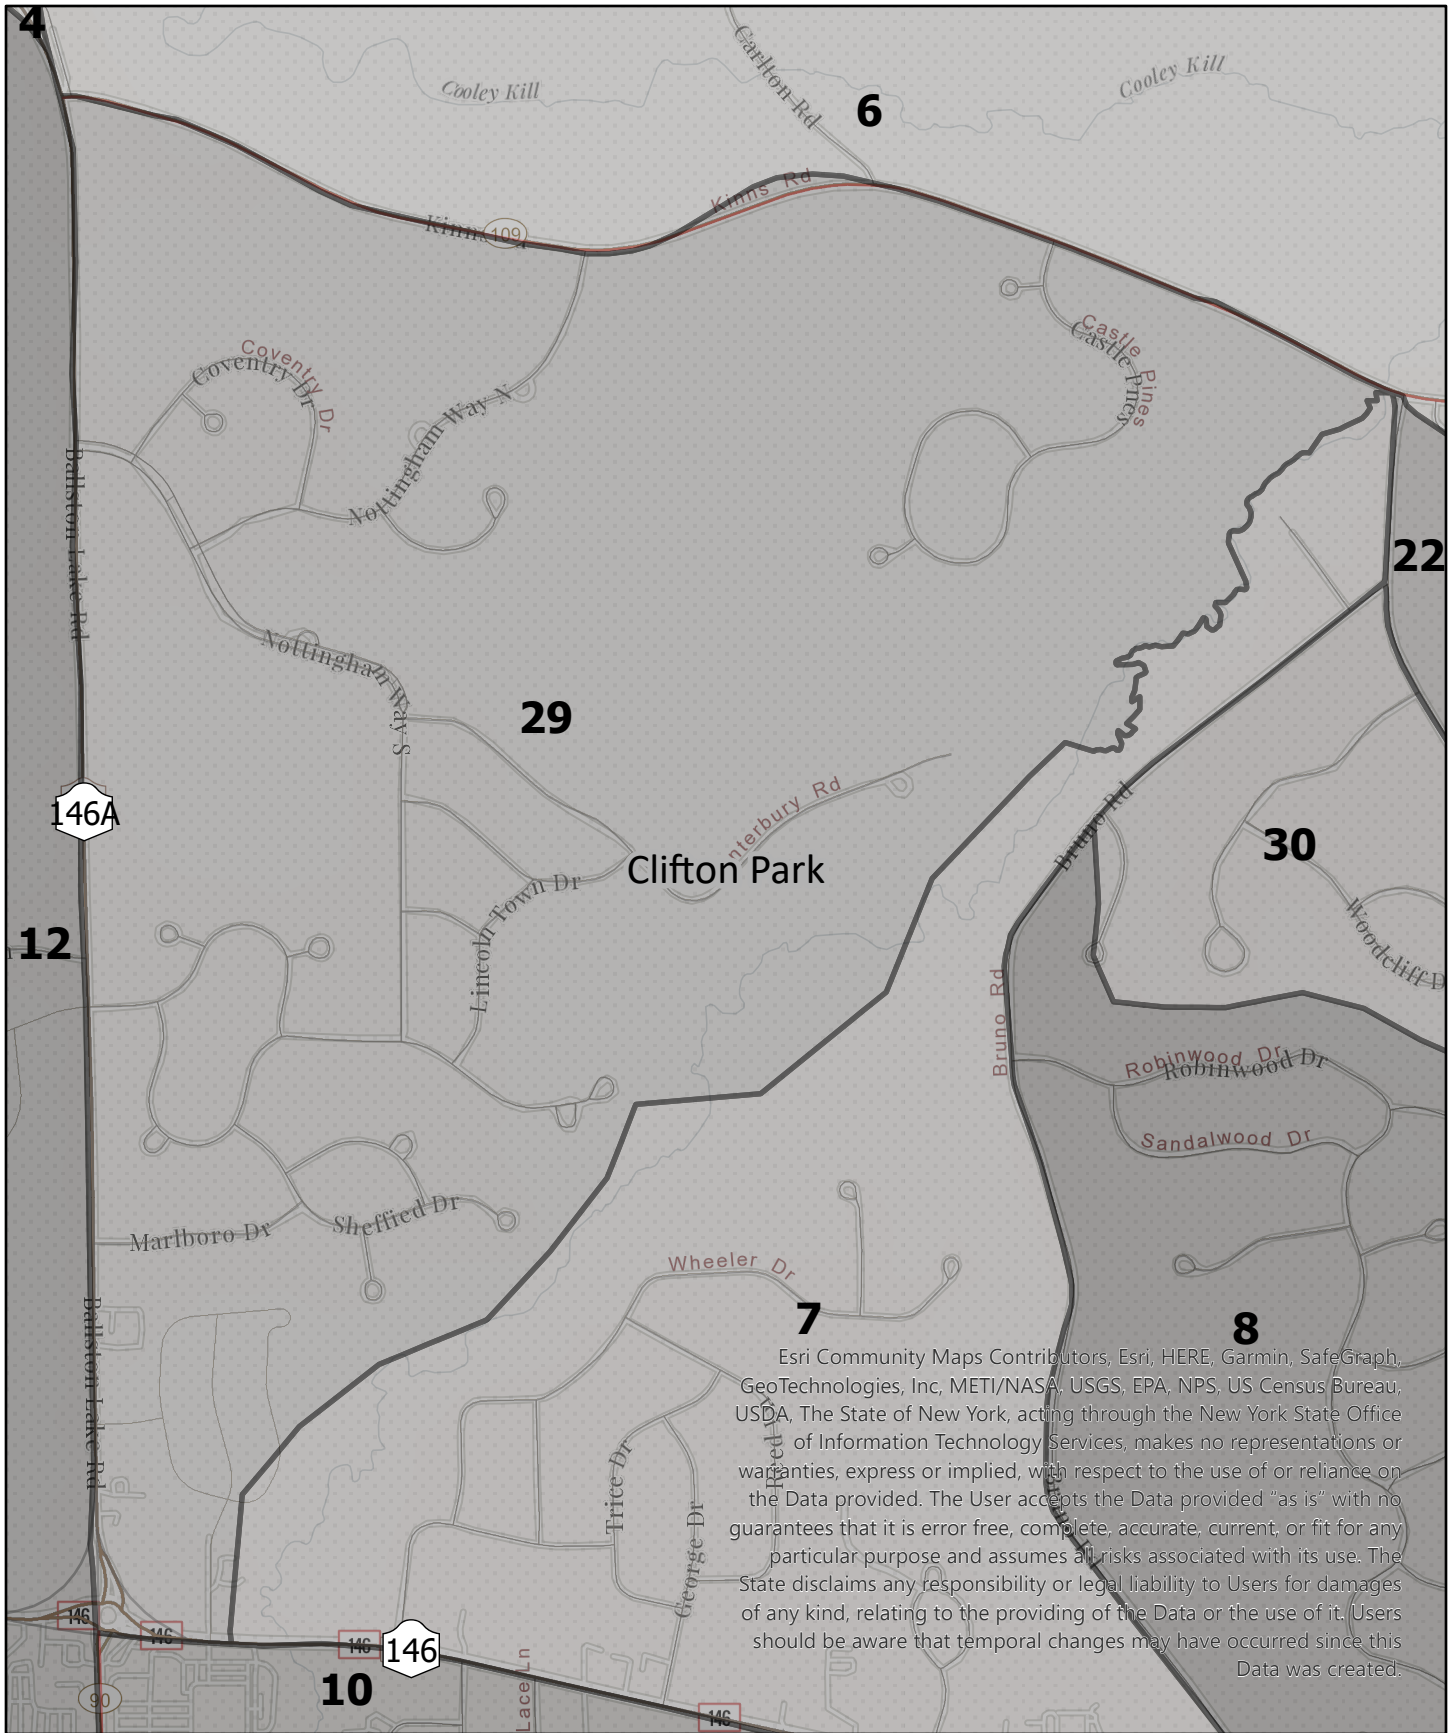 4
Cooley Kill
Carlton Rd
6
Cooley Kill
Kinns Rd
109
Castle Pines
Castle Pines
Coventry Dr
Coventry Dr
Nottingham Way N
Ballston Lake Rd
22
Nottingham Way S
29
146A
nterbury Rd
Clifton Park
Bruno Rd
30
Lincoln Town Dr
12
Woodcliff D
Bruno Rd
Robinwood Dr
Robinwood Dr
Sandalwood Dr
Marlboro Dr
Sheffied Dr
Wheeler Dr
7
8
Ballston Lake Rd
Esri Community Maps Contributors, Esri, HERE, Garmin, SafeGraph,
GeoTechnologies, Inc, METI/NASA, USGS, EPA, NPS, US Census Bureau,
USDA, The State of New York, acting through the New York State Office
of Information Technology Services, makes no representations or
warranties, express or implied, with respect to the use of or reliance on
the Data provided. The User accepts the Data provided "as is" with no
guarantees that it is error free, complete, accurate, current, or fit for any
particular purpose and assumes all risks associated with its use. The
State disclaims any responsibility or legal liability to Users for damages
of any kind, relating to the providing of the Data or the use of it. Users
should be aware that temporal changes may have occurred since this
Data was created.
Trice Dr
George Dr
146
146
146
146
10
90
Lace Ln
146